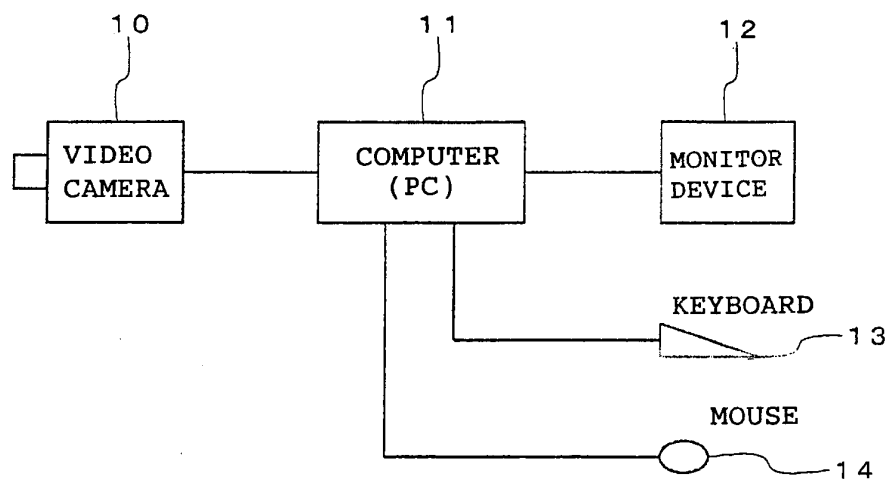 10
11
12
VIDEO
CAMERA
COMPUTER
(PC)
MONITOR
DEVICE
KEYBOARD
13
MOUSE
14